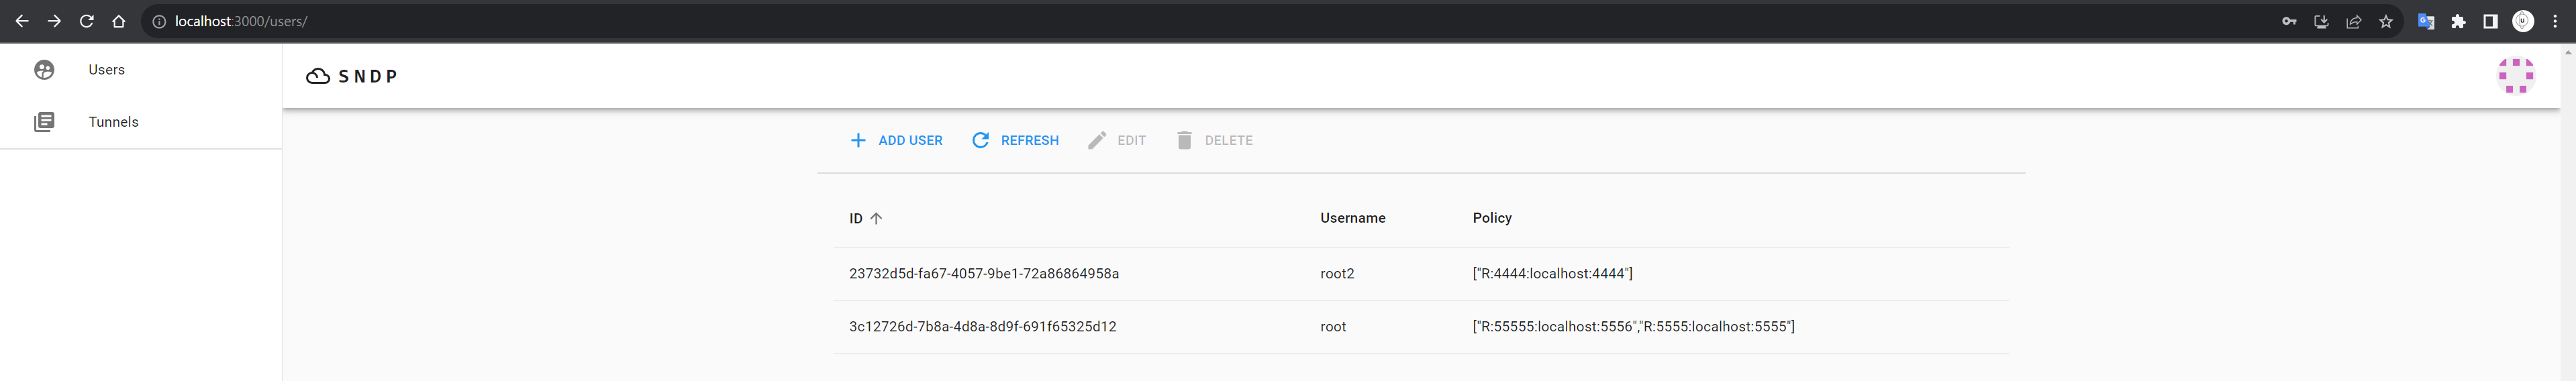 localhost:3000/users/
Users
Tunnels
SNDP
ADD USER REFRESH EDIT DELETE
ID Username Policy
23732d5d-fa67-4057-9be1-72a86864958a root2 ["R:4444:localhost:4444"]
3c12726d-7b8a-4d8a-8d9f-691f65325d12 root ["R:55555:localhost:5556","R:5555:localhost:5555"]